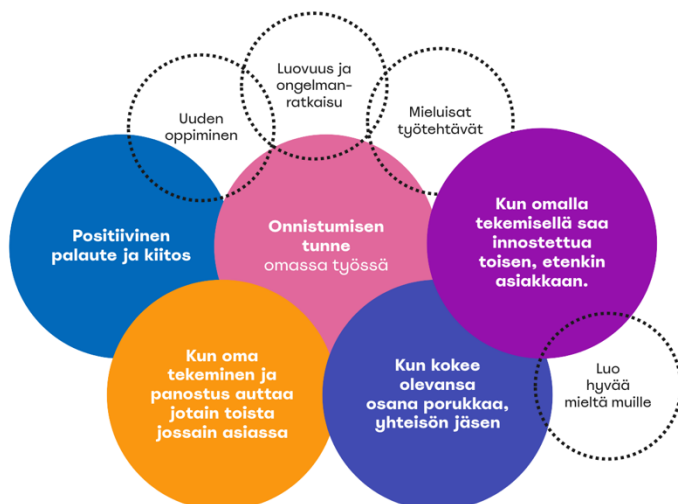 Luovuus ja
ongelman-
ratkaisu
Uuden
oppiminen
Mieluisat
työtehtävät
Positiivinen
palaute ja kiitos
Onnistumisen
tunne
omassa työssä
Kun omalla
tekemisellä saa
innostettua
toisen, etenkin
asiakkaan.
Kun oma
tekeminen ja
panostus auttaa
jotain toista
jossain asiassa
Kun kokee
olevansa
osana porukkaa,
yhteisön jäsen
Luo
hyvää
mieltä muille